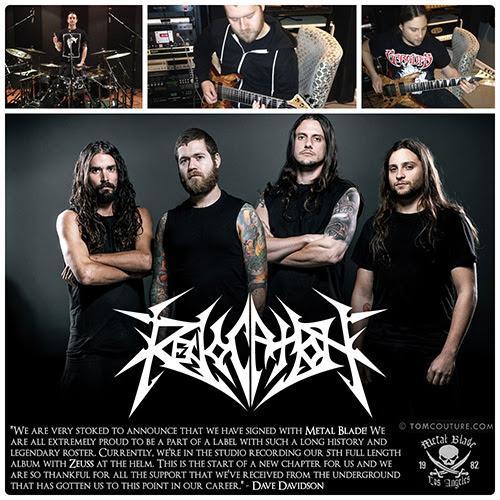 REVOCATION
© TOMCOUTURE.COM
"We are very stoked to announce that we have signed with Metal Blade! We
are all extremely proud to be a part of a label with such a long history and
legendary roster. Currently, we're in the studio recording our 5th full length
album with Zeuss at the helm. This is the start of a new chapter for us and we
are so thankful for all the support that we've received from the underground
that has gotten us to this point in our career." - Dave Davidson
Metal Blade
19 82
Los Angeles